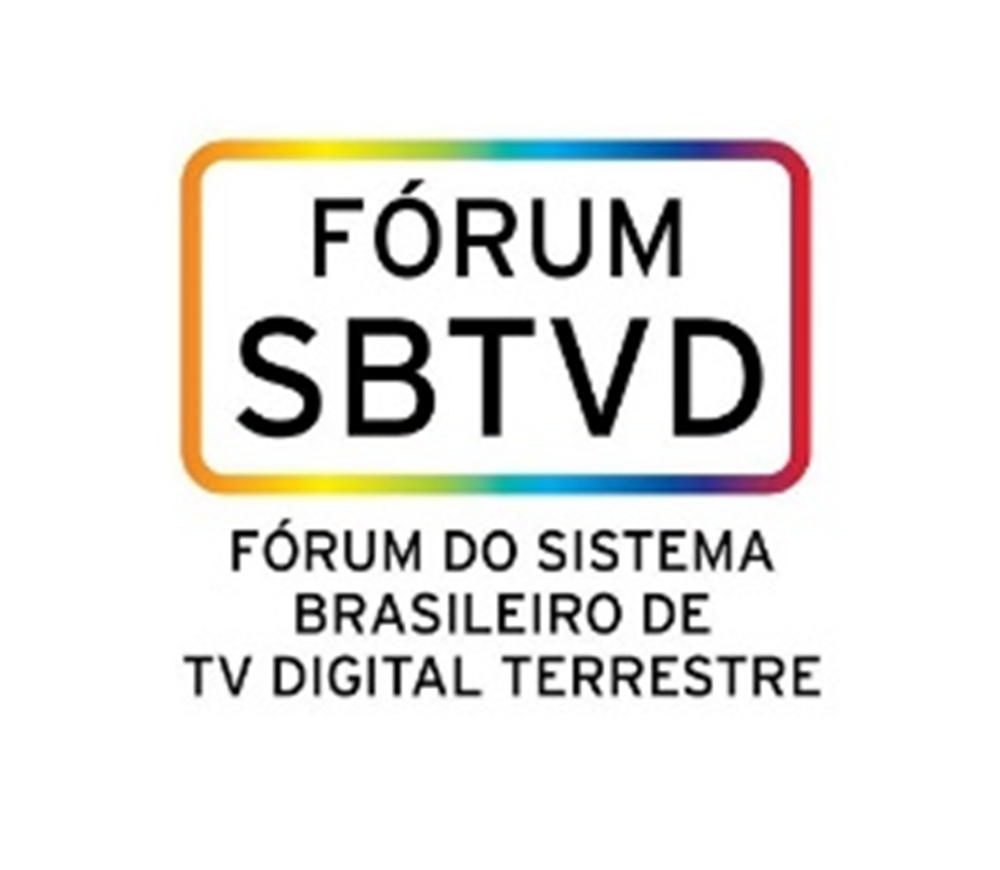 FÓRUM
SBTVD
FÓRUM DO SISTEMA
BRASILEIRO DE
TV DIGITAL TERRESTRE